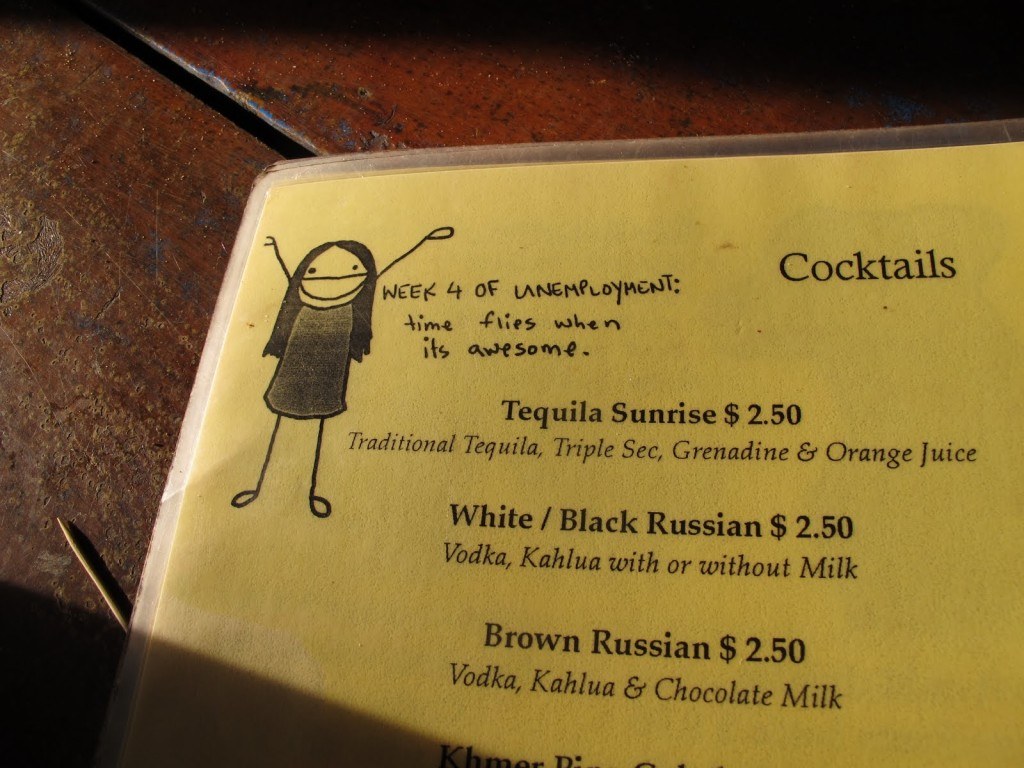 Cocktails
WEEK 4 OF UNEMPLOYMENT:
time flies when
its awesome.
Tequila Sunrise $ 2.50
Traditional Tequila, Triple Sec, Grenadine & Orange Juice
White / Black Russian $ 2.50
Vodka, Kahlua with or without Milk
Brown Russian $ 2.50
Vodka, Kahlua & Chocolate Milk
Khmer